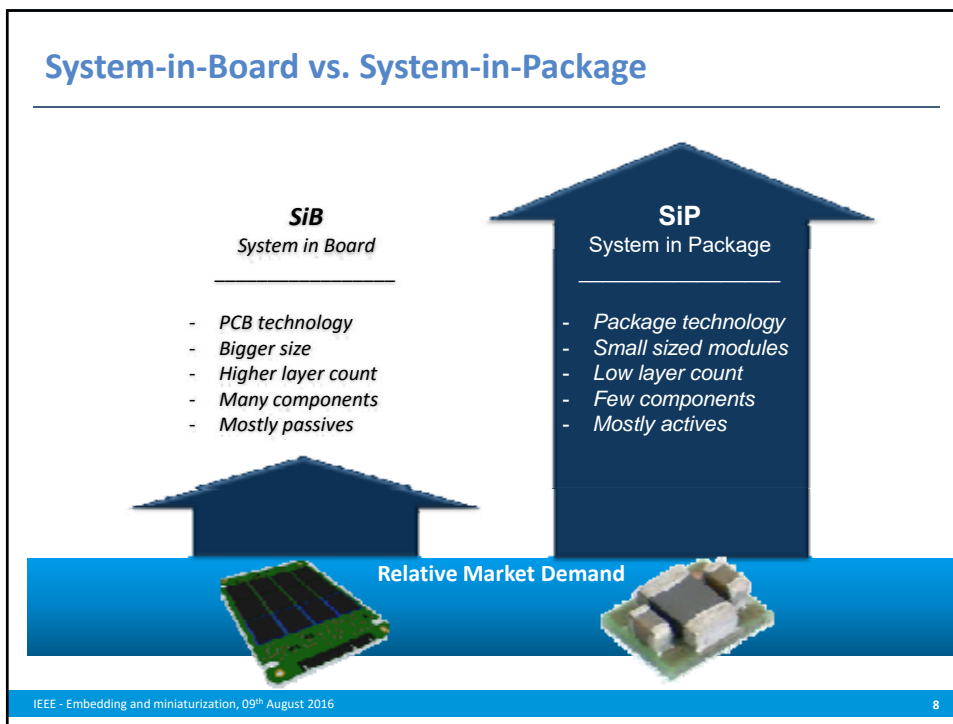 System-in-Board vs. System-in-Package
SiB
System in Board
- PCB technology
- Bigger size
- Higher layer count
- Many components
- Mostly passives
SiP
System in Package
- Package technology
- Small sized modules
- Low layer count
- Few components
- Mostly actives
Relative Market Demand
IEEE - Embedding and miniaturization, 09th August 2016
8